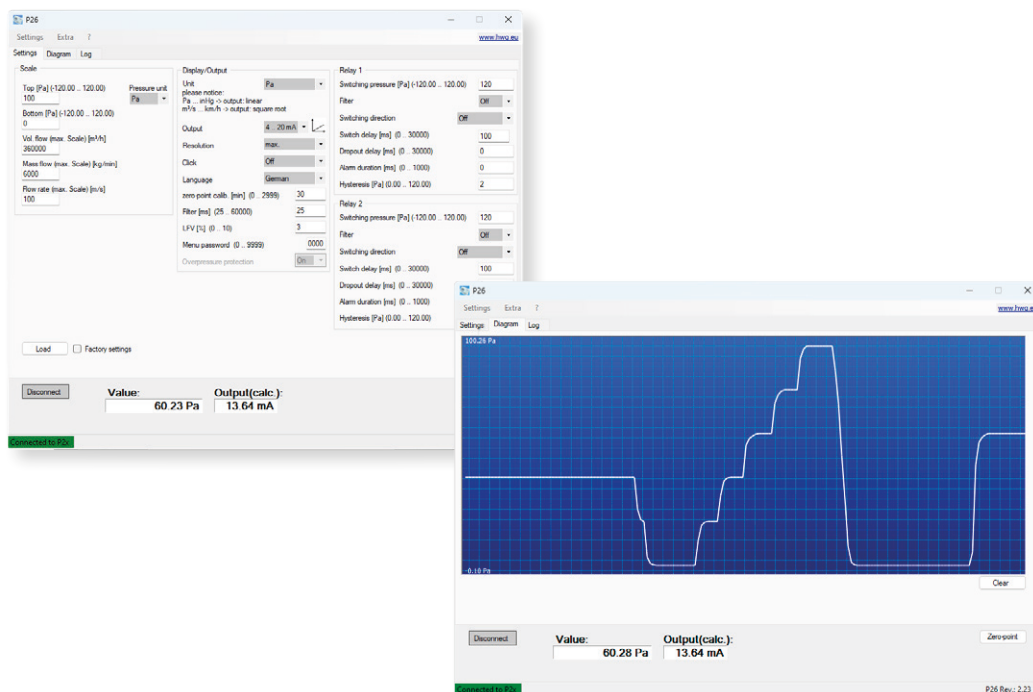 P26
Settings Extra ?
www.hwg.eu
Settings Diagram Log
Scale
Top [Pa] (-120.00 .. 120.00) Pressure unit
100 Pa
Bottom [Pa] (-120.00 .. 120.00)
0
Vol. flow (max. Scale) [m³/h]
360000
Mass flow (max. Scale) [kg/min]
6000
Flow rate (max. Scale) [m/s]
100
Display/Output
Unit Pa
please notice:
Pa ... inHg -> output: linear
m³/s ... km/h -> output: square root
Output 4 .. 20 mA
Resolution max.
Click Off
Language German
zero point calib. [min] (0 .. 2999) 30
Filter [ms] (25 .. 60000) 25
LFV [%] (0 .. 10) 3
Menu password (0 .. 9999) 0000
Overpressure protection On
Relay 1
Switching pressure [Pa] (-120.00 .. 120.00) 120
Filter Off
Switching direction Off
Switch delay [ms] (0 .. 30000) 100
Dropout delay [ms] (0 .. 30000) 0
Alarm duration [ms] (0 .. 1000) 0
Hysteresis [Pa] (0.00 .. 120.00) 2
Relay 2
Switching pressure [Pa] (-120.00 .. 120.00) 120
Filter Off
Switching direction Off
Switch delay [ms] (0 .. 30000) 100
Dropout delay [ms] (0 .. 30000)
Alarm duration [ms] (0 .. 1000)
Hysteresis [Pa] (0.00 .. 120.00)
Load Factory settings
Disconnect
Value: Output(calc.):
60.23 Pa 13.64 mA
Connected to P2x
P26
Settings Extra ?
www.hwg.e
Settings Diagram Log
100.26 Pa
-0.10 Pa
Clear
Disconnect
Value: Output(calc.):
60.28 Pa 13.64 mA
Zero-point
Connected to P2x
P26 Rev.: 2.23